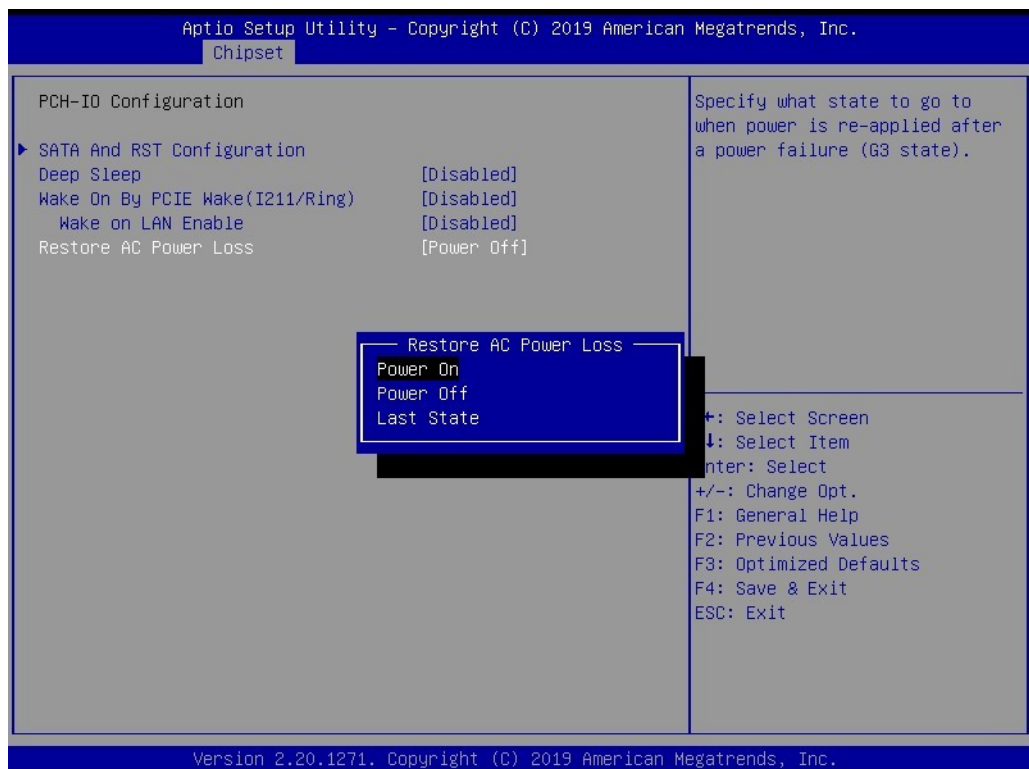 Aptio Setup Utility – Copyright (C) 2019 American Megatrends, Inc.
Chipset
PCH-IO Configuration
SATA And RST Configuration
Deep Sleep [Disabled]
Wake On By PCIE Wake(I211/Ring) [Disabled]
Wake on LAN Enable [Disabled]
Restore AC Power Loss [Power Off]
Restore AC Power Loss
Power On
Power Off
Last State
Specify what state to go to
when power is re-applied after
a power failure (G3 state).
: Select Screen
: Select Item
nter: Select
+/-: Change Opt.
F1: General Help
F2: Previous Values
F3: Optimized Defaults
F4: Save & Exit
ESC: Exit
Version 2.20.1271. Copyright (C) 2019 American Megatrends, Inc.